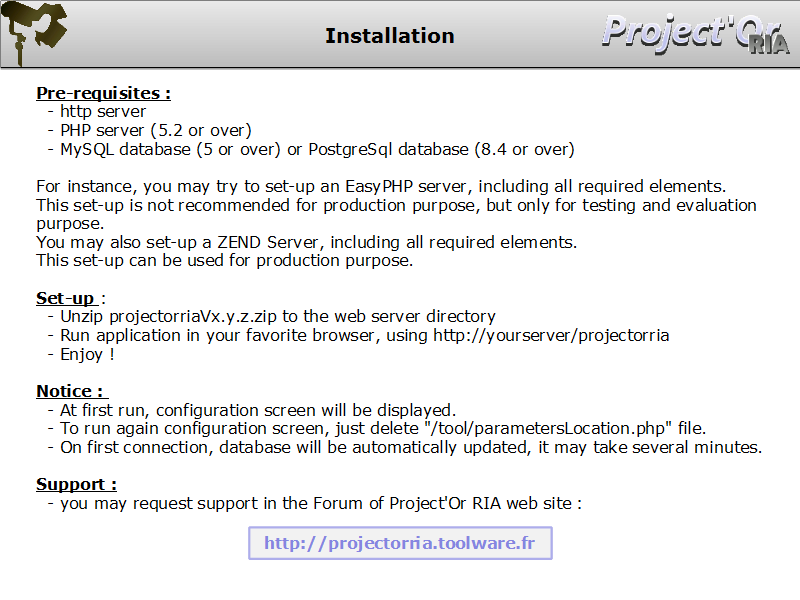 Installation
Project'Or
RIA
Pre-requisites :
- http server
- PHP server (5.2 or over)
- MySQL database (5 or over) or PostgreSql database (8.4 or over)
For instance, you may try to set-up an EasyPHP server, including all required elements.
This set-up is not recommended for production purpose, but only for testing and evaluation
purpose.
You may also set-up a ZEND Server, including all required elements.
This set-up can be used for production purpose.
Set-up :
- Unzip projectorriaVx.y.z.zip to the web server directory
- Run application in your favorite browser, using http://yourserver/projectorria
- Enjoy !
Notice :
- At first run, configuration screen will be displayed.
- To run again configuration screen, just delete "/tool/parametersLocation.php" file.
- On first connection, database will be automatically updated, it may take several minutes.
Support :
- you may request support in the Forum of Project'Or RIA web site :
http://projectorria.toolware.fr